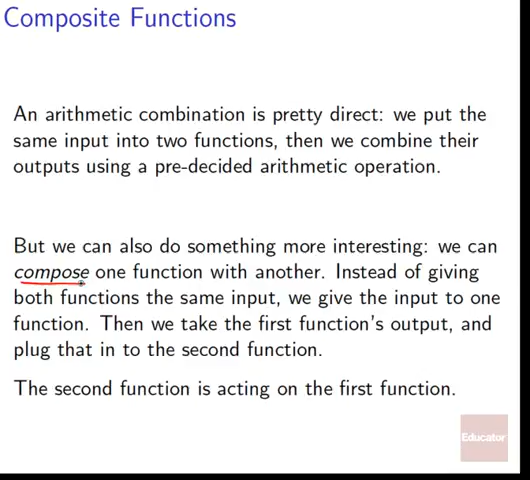 Composite Functions
An arithmetic combination is pretty direct: we put the
same input into two functions, then we combine their
outputs using a pre-decided arithmetic operation.
But we can also do something more interesting: we can
compose one function with another. Instead of giving
both functions the same input, we give the input to one
function. Then we take the first function's output, and
plug that in to the second function.
The second function is acting on the first function.
Educator